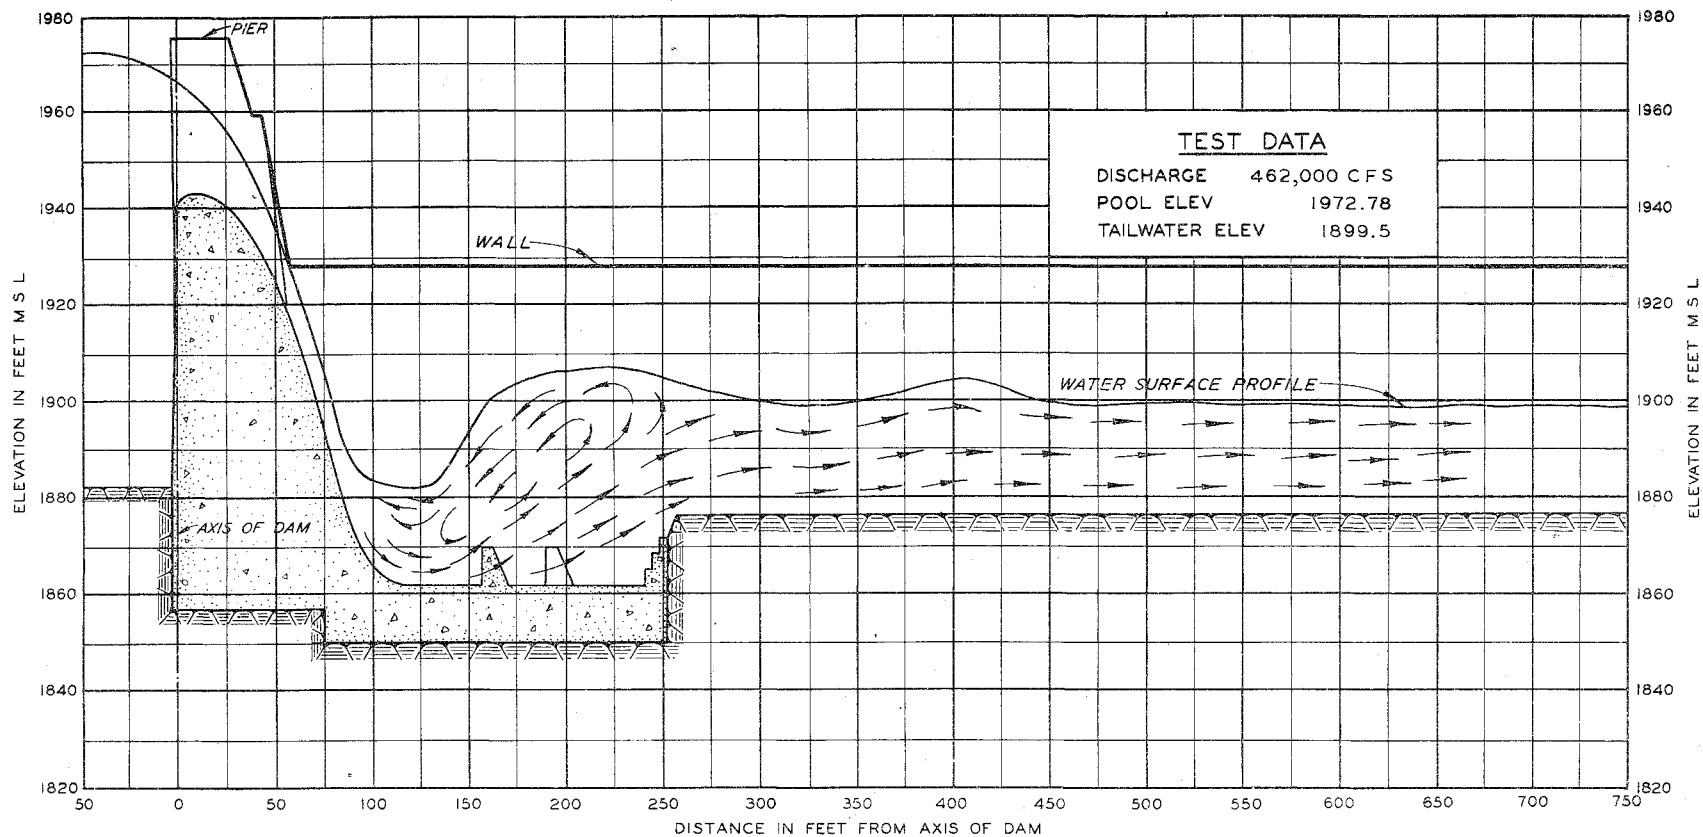 1980
1960
1940
1920
1900
1880
1860
1840
1820
ELEVATION IN FEET M S L
PIER
WALL
TEST DATA
DISCHARGE 462,000 CFS
POOL ELEV 1972.78
TAILWATER ELEV 1899.5
WATER SURFACE PROFILE
AXIS OF DAM
1980
1960
1940
1920
1900
1880
1860
1840
1820
ELEVATION IN FEET M S L
50 0 50 100 150 200 250 300 350 400 450 500 550 600 650 700 750
DISTANCE IN FEET FROM AXIS OF DAM